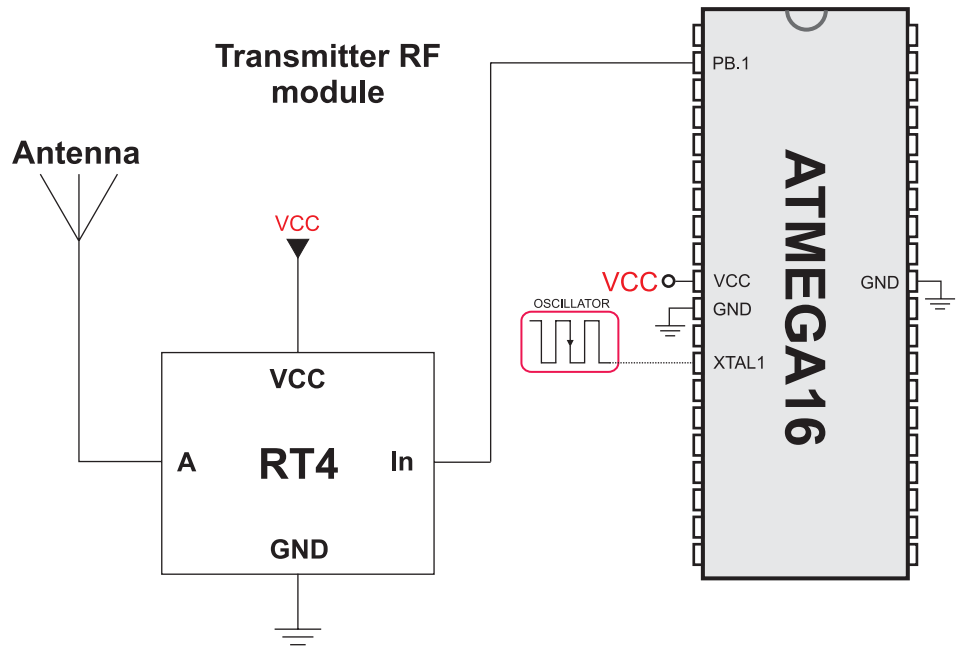 Transmitter RF
module
PB.1
Antenna
VCC
VCC
VCC
GND
OSCILLATOR
GND
XTAL1
ATMEGA16
VCC
A
RT4
In
GND